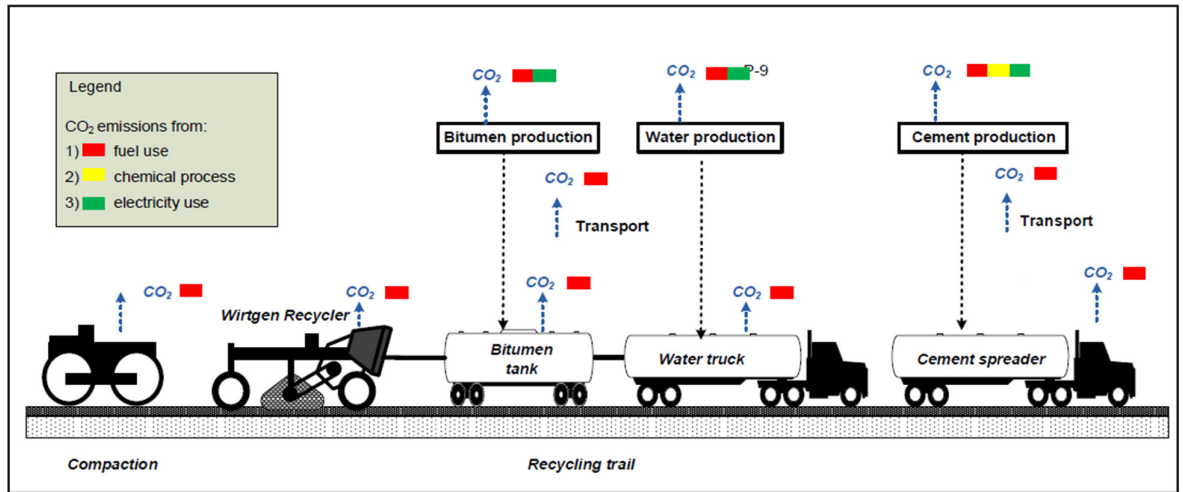 Legend
CO₂ emissions from:
1) fuel use
2) chemical process
3) electricity use
CO₂
CO₂
P-9
CO₂
Bitumen production
Water production
Cement production
CO₂
CO₂
Transport
Transport
CO₂
CO₂
CO₂
CO₂
CO₂
Wirtgen Recycler
Bitumen
tank
Water truck
Cement spreader
Compaction
Recycling trail